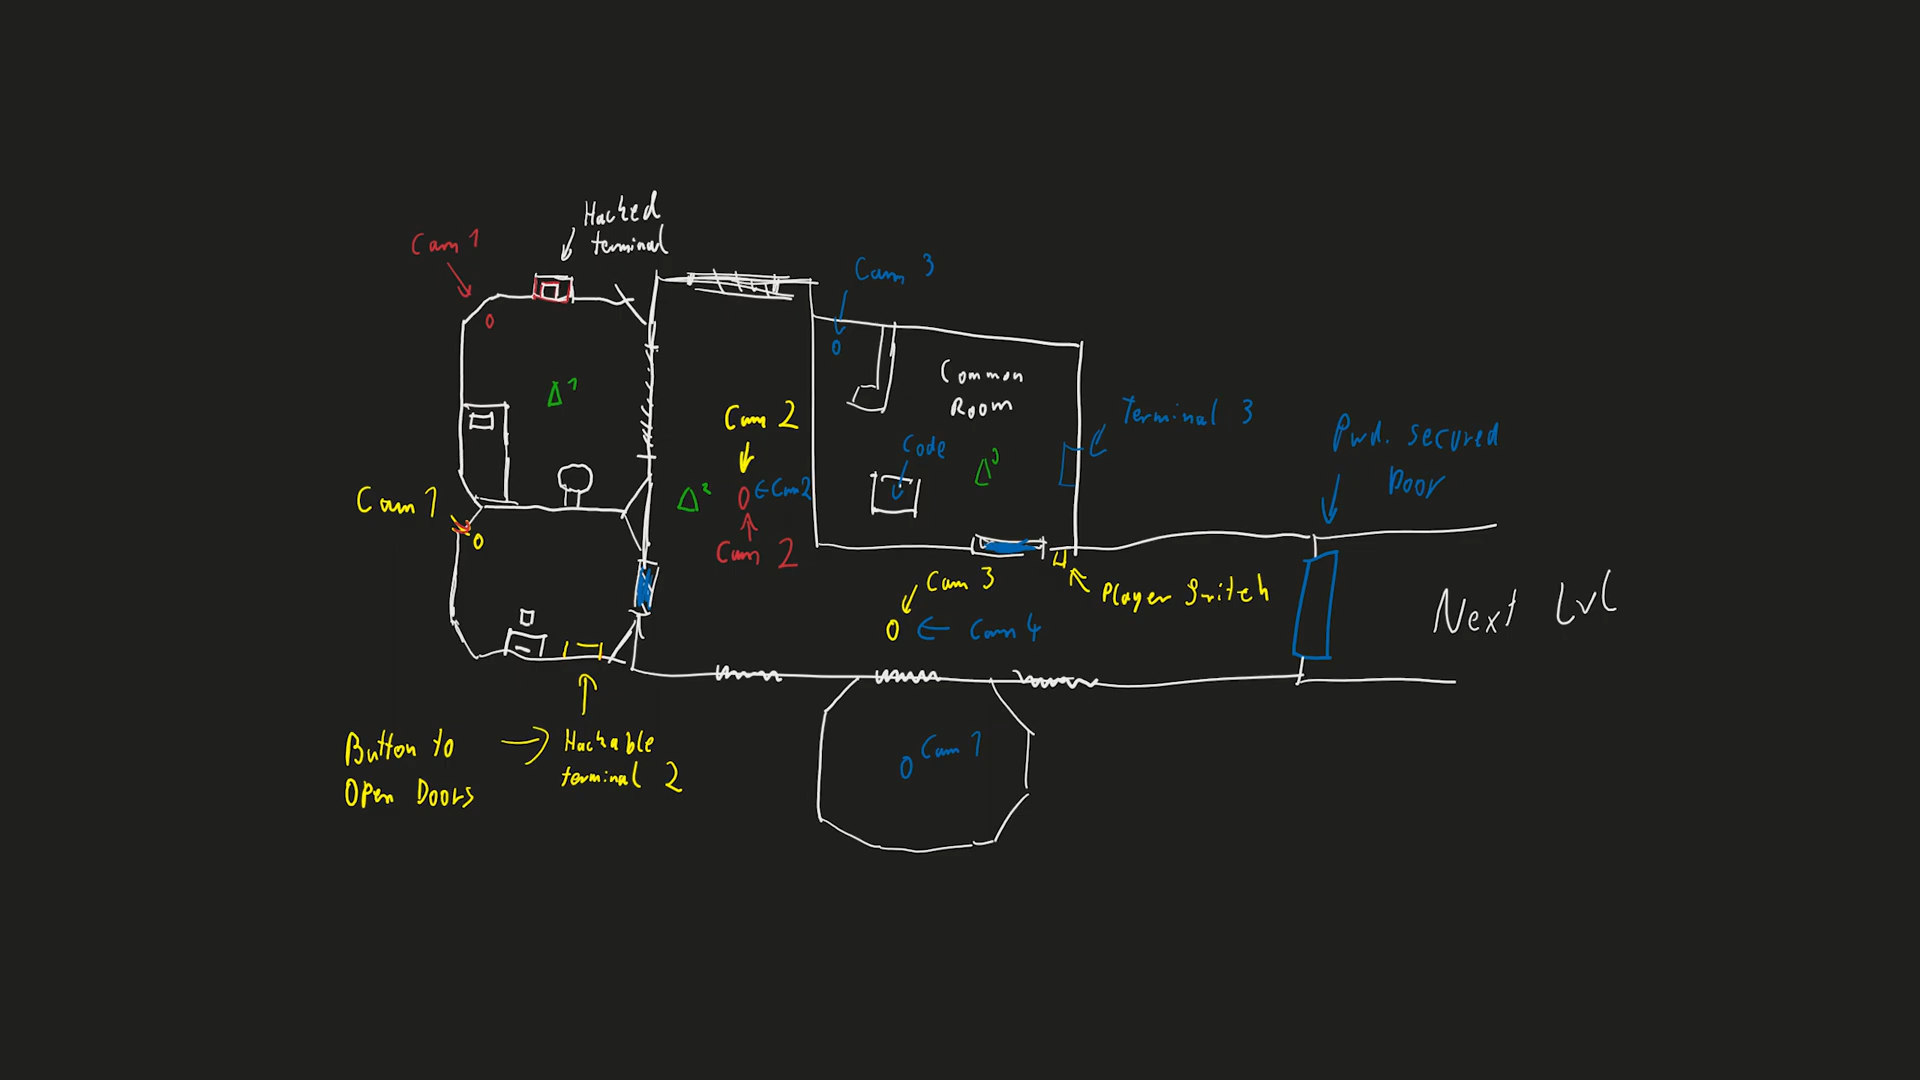 Hacked
terminal
Cam 1
Cam 3
Common
Room
Cam 2
Terminal 3
Code
Pwd. secured
Door
Cam 1
Cam 2
Cam 2
Cam 3
Player Switch
Cam 4
Next Lvl
Button to
Open Doors
Hackable
terminal 2
Cam 1